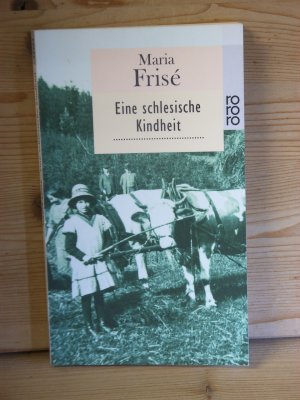 Maria
Frisé
Eine schlesische
Kindheit
ro
ro
ro